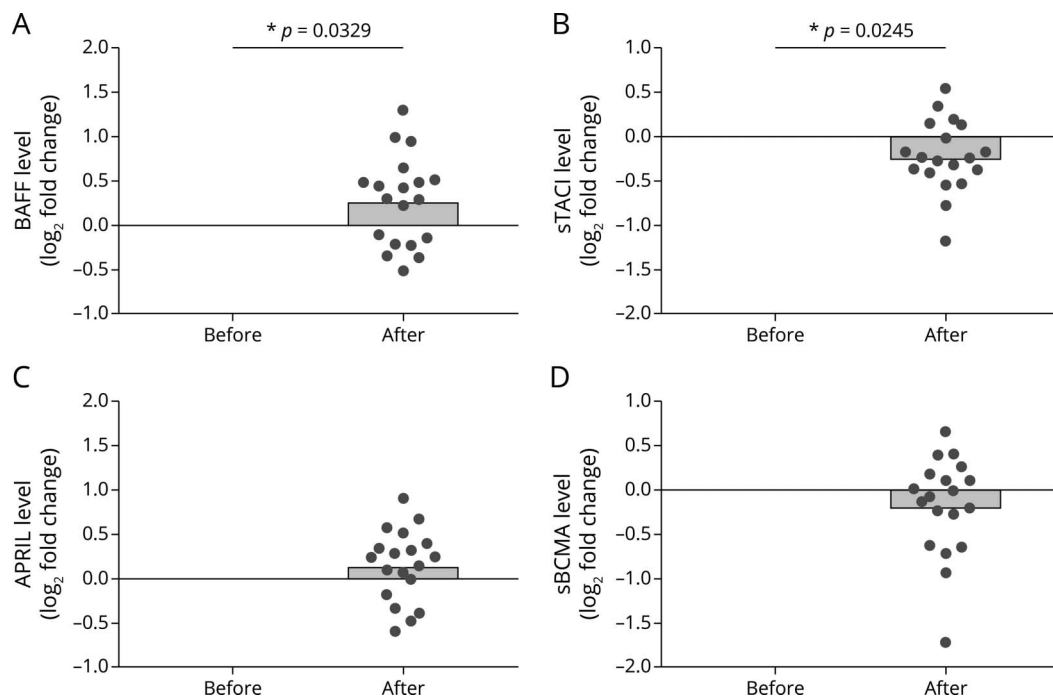 A
* p = 0.0329
BAFF level
(log₂ fold change)
2.0
1.5
1.0
0.5
0.0
–0.5
–1.0
Before
After
B
* p = 0.0245
sTACI level
(log₂ fold change)
1.0
0.5
0.0
–0.5
–1.0
–1.5
–2.0
Before
After
C
APRIL level
(log₂ fold change)
2.0
1.5
1.0
0.5
0.0
–0.5
–1.0
Before
After
D
sBCMA level
(log₂ fold change)
1.0
0.5
0.0
–0.5
–1.0
–1.5
–2.0
Before
After